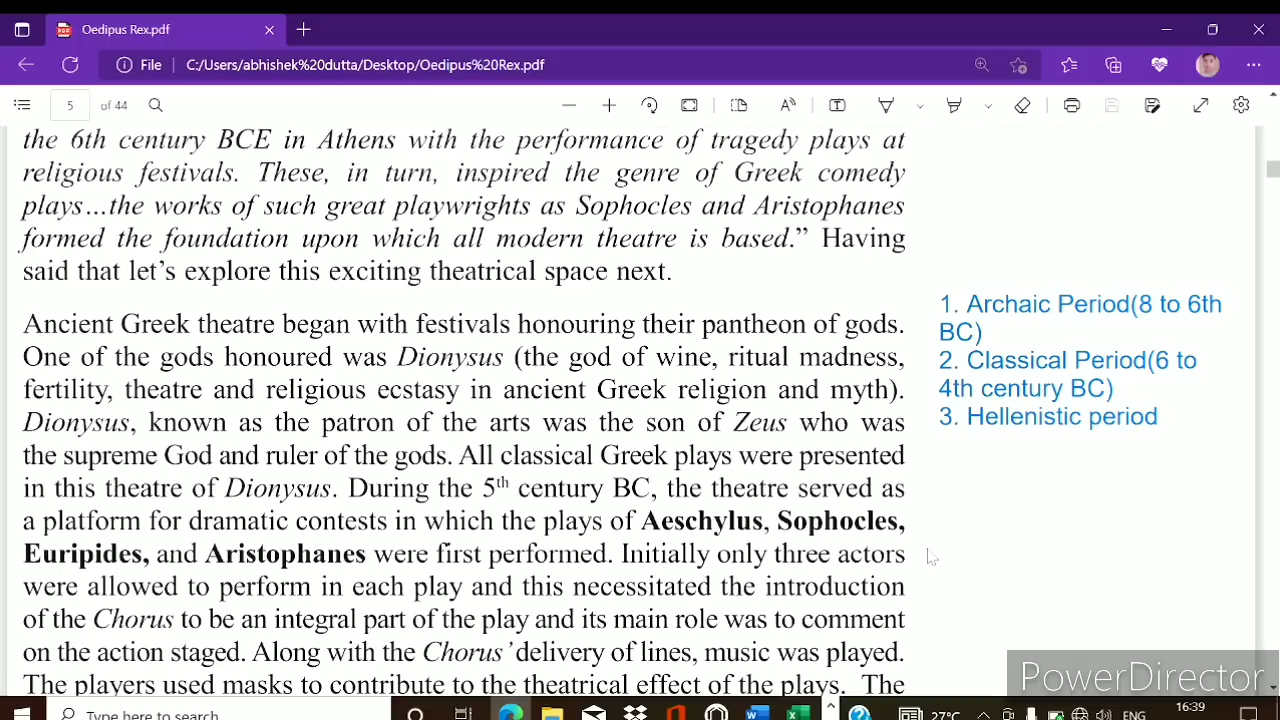 Oedipus Rex.pdf
File C:/Users/abhishek%20dutta/Desktop/Oedipus%20Rex.pdf
5 of 44
the 6th century BCE in Athens with the performance of tragedy plays at
religious festivals. These, in turn, inspired the genre of Greek comedy
plays…the works of such great playwrights as Sophocles and Aristophanes
formed the foundation upon which all modern theatre is based.” Having
said that let’s explore this exciting theatrical space next.
Ancient Greek theatre began with festivals honouring their pantheon of gods.
One of the gods honoured was Dionysus (the god of wine, ritual madness,
fertility, theatre and religious ecstasy in ancient Greek religion and myth).
Dionysus, known as the patron of the arts was the son of Zeus who was
the supreme God and ruler of the gods. All classical Greek plays were presented
in this theatre of Dionysus. During the 5th century BC, the theatre served as
a platform for dramatic contests in which the plays of Aeschylus, Sophocles,
Euripides, and Aristophanes were first performed. Initially only three actors
were allowed to perform in each play and this necessitated the introduction
of the Chorus to be an integral part of the play and its main role was to comment
on the action staged. Along with the Chorus’ delivery of lines, music was played.
The players used masks to contribute to the theatrical effect of the plays. The
1. Archaic Period(8 to 6th
BC)
2. Classical Period(6 to
4th century BC)
3. Hellenistic period
PowerDirector
Type here to search
27°C
ENG
16:39